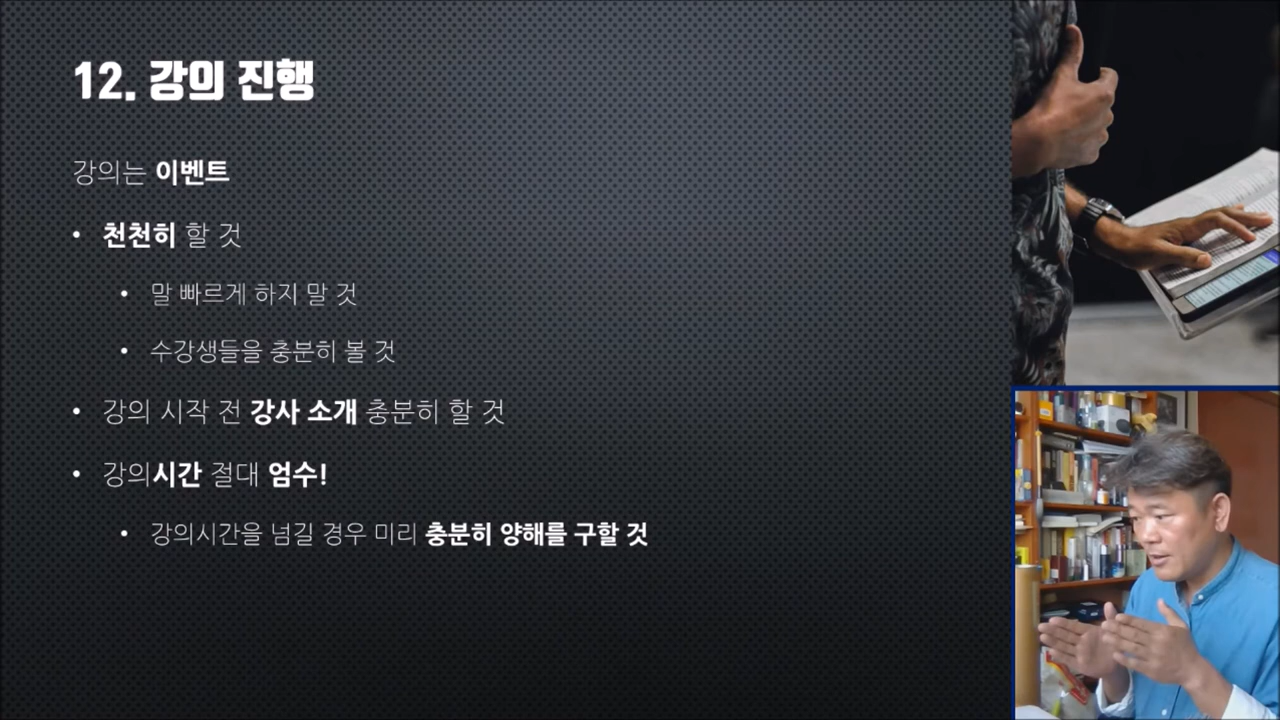 12. 강의 진행
강의는 이벤트
• 천천히 할 것
• 말 빠르게 하지 말 것
• 수강생들을 충분히 볼 것
• 강의 시작 전 강사 소개 충분히 할 것
• 강의시간 절대 엄수!
• 강의시간을 넘길 경우 미리 충분히 양해를 구할 것